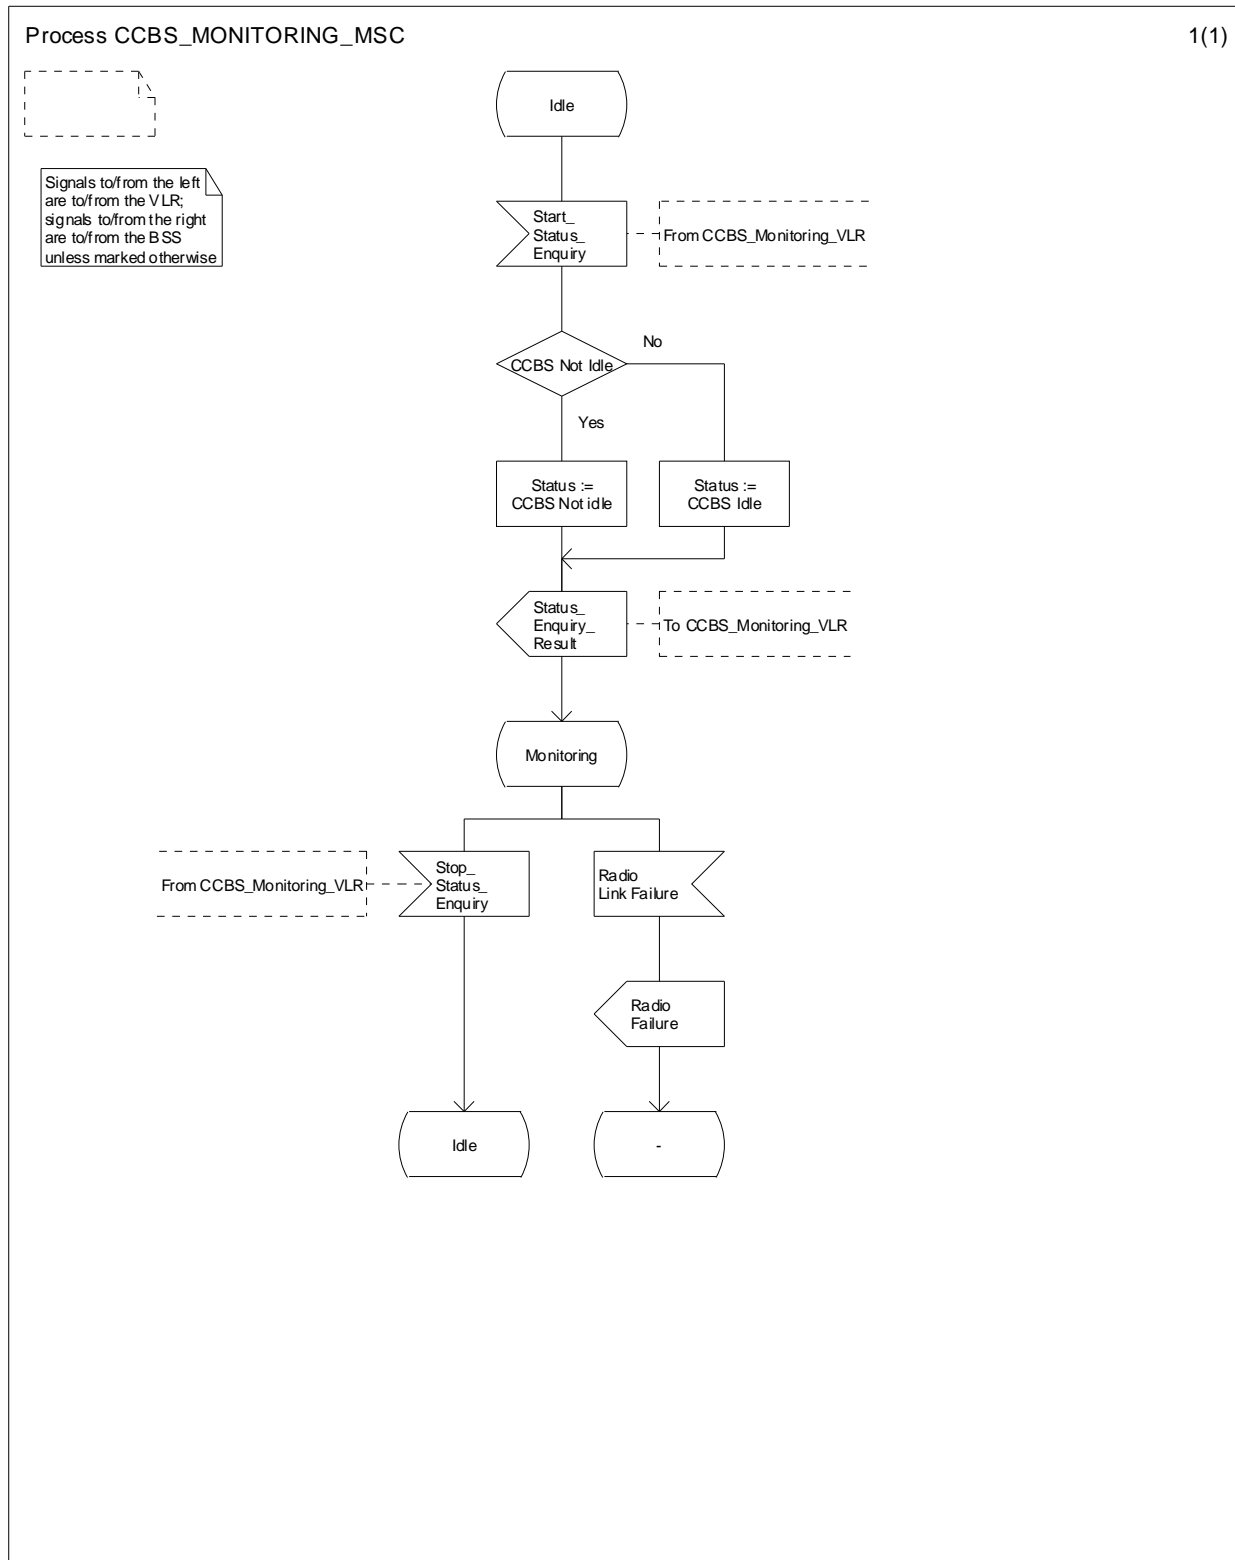 Process CCBS_MONITORING_MSC
1(1)
Idle
Signals to/from the left
are to/from the VLR;
signals to/from the right
are to/from the BSS
unless marked otherwise
Start_
Status_
Enquiry
From CCBS_Monitoring_VLR
No
CCBS Not Idle
Yes
Status :=
CCBS Not idle
Status :=
CCBS Idle
Status_
Enquiry_
Result
To CCBS_Monitoring_VLR
Monitoring
From CCBS_Monitoring_VLR
Stop_
Status_
Enquiry
Radio
Link Failure
Radio
Failure
Idle
-